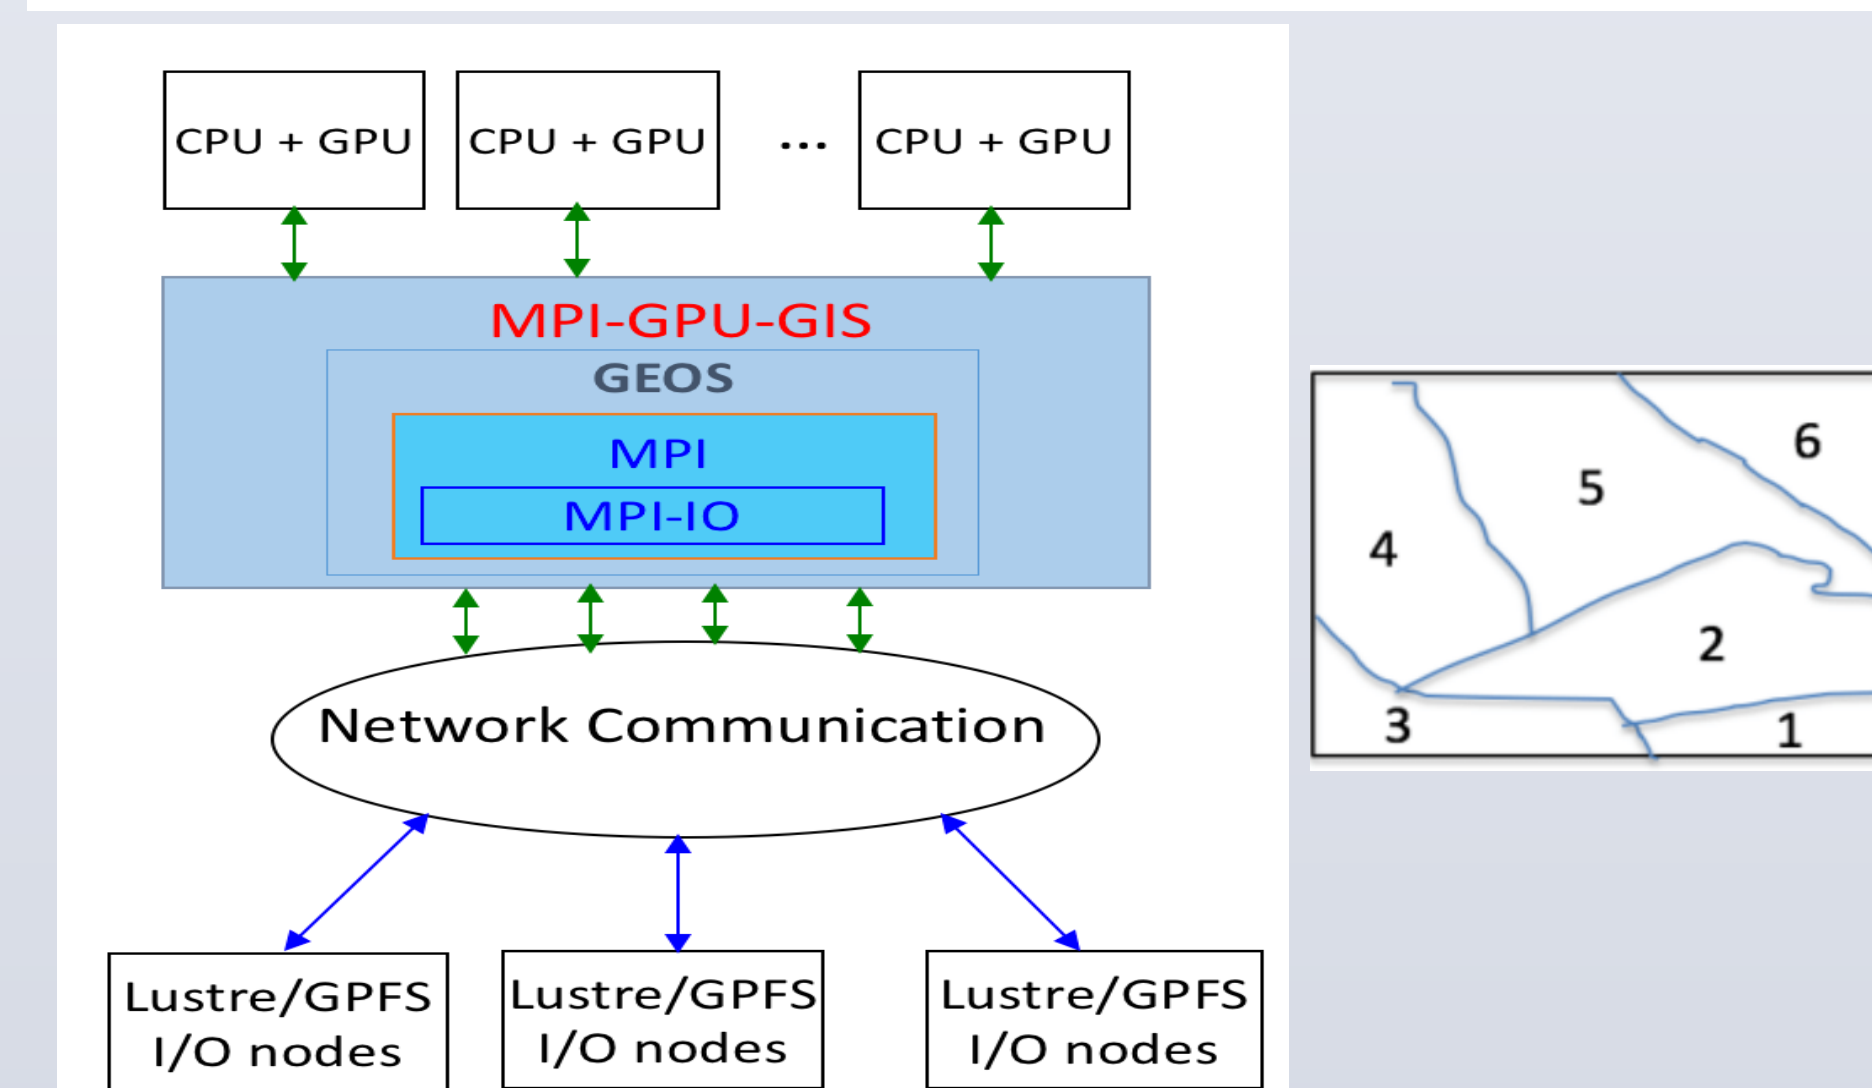 CPU + GPU
CPU + GPU
...
CPU + GPU
MPI-GPU-GIS
GEOS
MPI
MPI-IO
Network Communication
Lustre/GPFS
I/O nodes
Lustre/GPFS
I/O nodes
Lustre/GPFS
I/O nodes
6
5
4
2
3
1